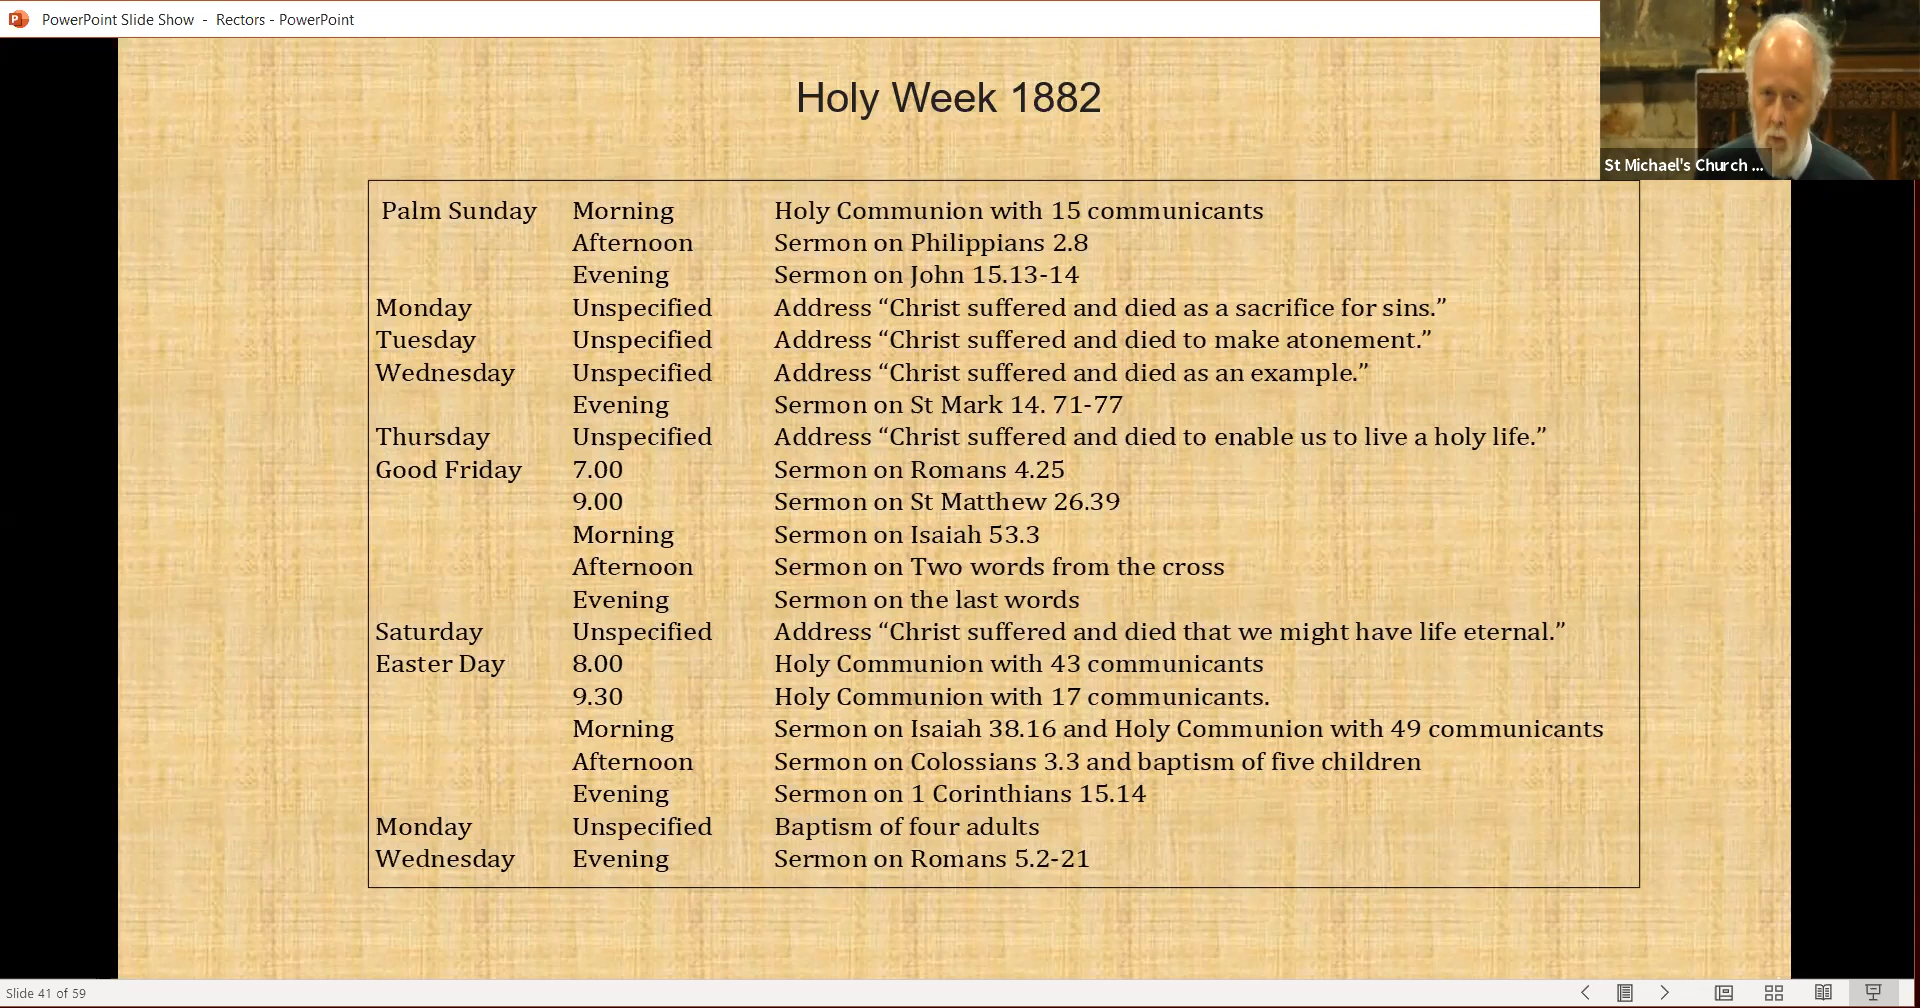 PowerPoint Slide Show - Rectors - PowerPoint
St Michael's Church ...
Holy Week 1882
Palm Sunday Morning Holy Communion with 15 communicants
Afternoon Sermon on Philippians 2.8
Evening Sermon on John 15.13-14
Monday Unspecified Address “Christ suffered and died as a sacrifice for sins.”
Tuesday Unspecified Address “Christ suffered and died to make atonement.”
Wednesday Unspecified Address “Christ suffered and died as an example.”
Evening Sermon on St Mark 14. 71-77
Thursday Unspecified Address “Christ suffered and died to enable us to live a holy life.”
Good Friday 7.00 Sermon on Romans 4.25
9.00 Sermon on St Matthew 26.39
Morning Sermon on Isaiah 53.3
Afternoon Sermon on Two words from the cross
Evening Sermon on the last words
Saturday Unspecified Address “Christ suffered and died that we might have life eternal.”
Easter Day 8.00 Holy Communion with 43 communicants
9.30 Holy Communion with 17 communicants.
Morning Sermon on Isaiah 38.16 and Holy Communion with 49 communicants
Afternoon Sermon on Colossians 3.3 and baptism of five children
Evening Sermon on 1 Corinthians 15.14
Monday Unspecified Baptism of four adults
Wednesday Evening Sermon on Romans 5.2-21
Slide 41 of 59